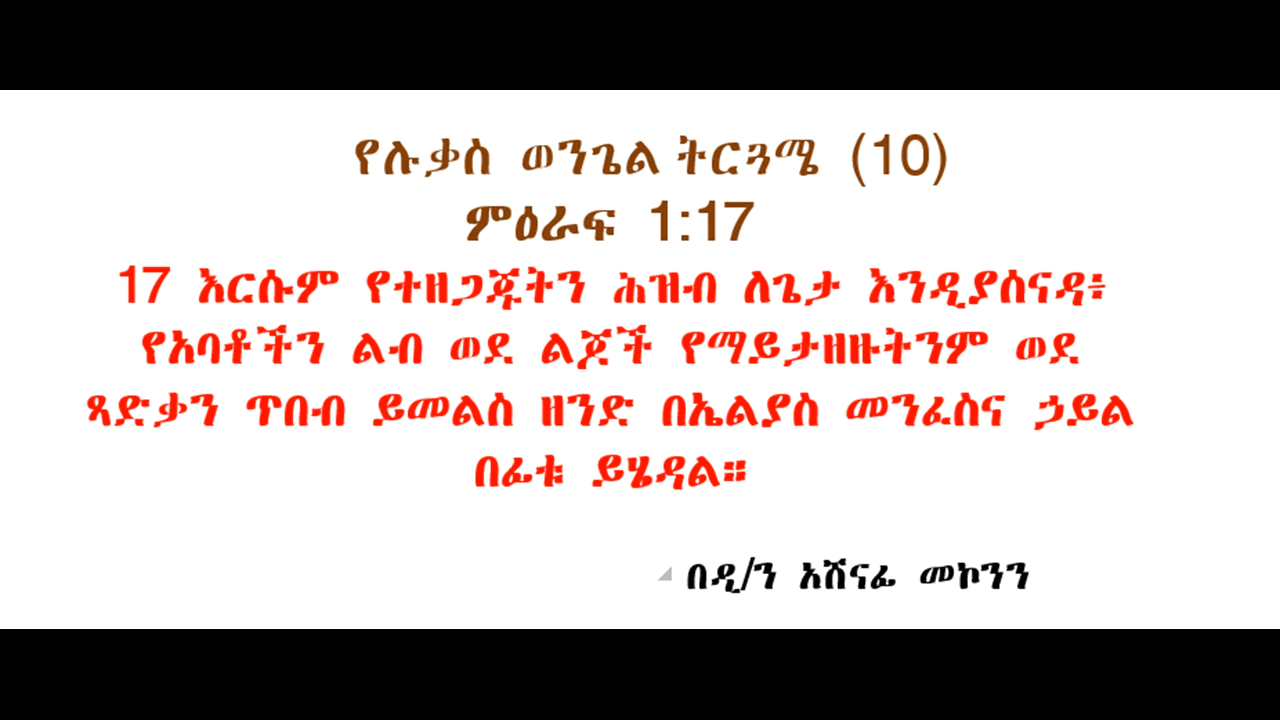 የሉቃስ ወንጌል ትርጓሜ (10)
ምዕራፍ 1:17
17 እርሱም የተዘጋጁትን ሕዝብ ለጌታ እንዲያሰናዳ፥
የአባቶችን ልብ ወደ ልጆች የማይታዘዙትንም ወደ
ጻድቃን ጥበብ ይመልስ ዘንድ በኤልያስ መንፈስና ኃይል
በፊቱ ይሄዳል።
በዲ/ን አሸናፊ መኮንን